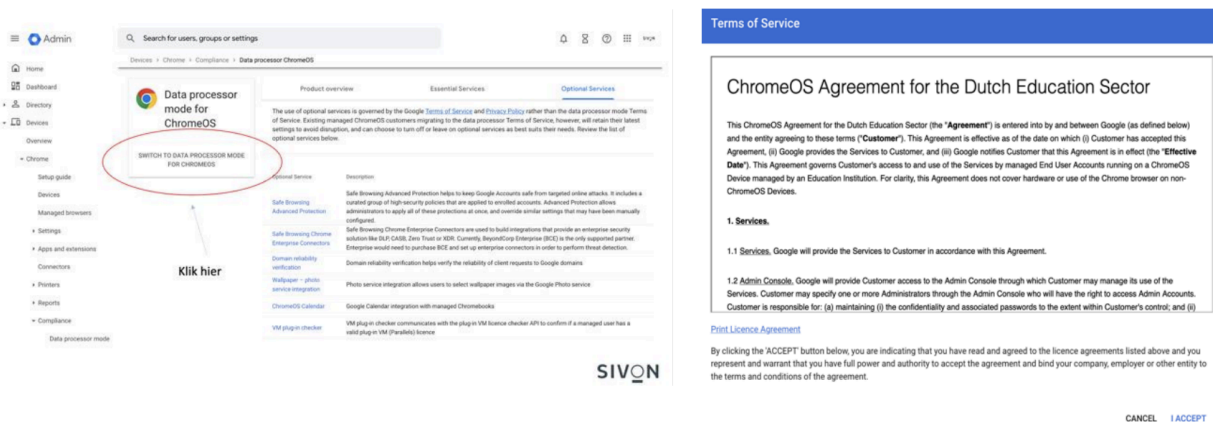 Admin
Search for users, groups or settings
Devices > Chrome > Compliance > Data processor ChromeOS
Home
Dashboard
Directory
Devices
Overview
Chrome
Setup guide
Devices
Managed browsers
Settings
Apps and extensions
Connectors
Printers
Reports
Compliance
Data processor mode
Data processor
mode for
ChromeOS
SWITCH TO DATA PROCESSOR MODE
FOR CHROMEOS
Klik hier
Product overview
Essential Services
Optional Services
The use of optional services is governed by the Google Terms of Service and Privacy Policy rather than the data processor mode Terms
of Service. Existing managed ChromeOS customers migrating to the data processor Terms of Service, however, will retain their latest
settings to avoid disruption, and can choose to turn off or leave on optional services as best suits their needs. Review the list of
optional services below.
Optional Service
Description
Safe Browsing
Advanced Protection
Safe Browsing Advanced Protection helps to keep Google Accounts safe from targeted online attacks. It includes a
curated group of high-security policies that are applied to enrolled accounts. Advanced Protection allows
administrators to apply all of these protections at once, and override similar settings that may have been manually
configured.
Safe Browsing Chrome
Enterprise Connectors
Safe Browsing Chrome Enterprise Connectors are used to build integrations that provide an enterprise security
solution like DLP, CASB, Zero Trust or XDR. Currently, BeyondCorp Enterprise (BCE) is the only supported partner.
Enterprise would need to purchase BCE and set up enterprise connectors in order to perform threat detection.
Domain reliability
verification
Domain reliability verification helps verify the reliability of client requests to Google domains
Wallpaper – photo
service integration
Photo service integration allows users to select wallpaper images via the Google Photo service
ChromeOS Calendar
Google Calendar integration with managed Chromebooks
VM plug-in checker
VM plug-in checker communicates with the plug-in VM licence checker API to confirm if a managed user has a
valid plug-in VM (Parallels) licence
SIVON
Terms of Service
ChromeOS Agreement for the Dutch Education Sector
This ChromeOS Agreement for the Dutch Education Sector (the "Agreement") is entered into by and between Google (as defined below)
and the entity agreeing to these terms ("Customer"). This Agreement is effective as of the date on which (i) Customer has accepted this
Agreement, (ii) Google provides the Services to Customer, and (iii) Google notifies Customer that this Agreement is in effect (the "Effective
Date"). This Agreement governs Customer's access to and use of the Services by managed End User Accounts running on a ChromeOS
Device managed by an Education Institution. For clarity, this Agreement does not cover hardware or use of the Chrome browser on non-
ChromeOS Devices.
1. Services.
1.1 Services. Google will provide the Services to Customer in accordance with this Agreement.
1.2 Admin Console. Google will provide Customer access to the Admin Console through which Customer may manage its use of the
Services. Customer may specify one or more Administrators through the Admin Console who will have the right to access Admin Accounts.
Customer is responsible for: (a) maintaining (i) the confidentiality and associated passwords to the extent within Customer's control; and (ii)
Print Licence Agreement
By clicking the 'ACCEPT' button below, you are indicating that you have read and agreed to the licence agreements listed above and you
represent and warrant that you have full power and authority to accept the agreement and bind your company, employer or other entity to
the terms and conditions of the agreement.
CANCEL I ACCEPT